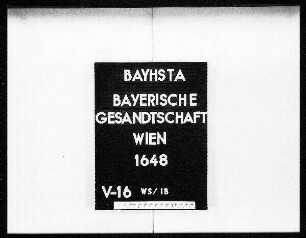 BAYHSTA
BAYERISCHE
GESANDTSCHAFT
WIEN
1648
V-16 WS/18